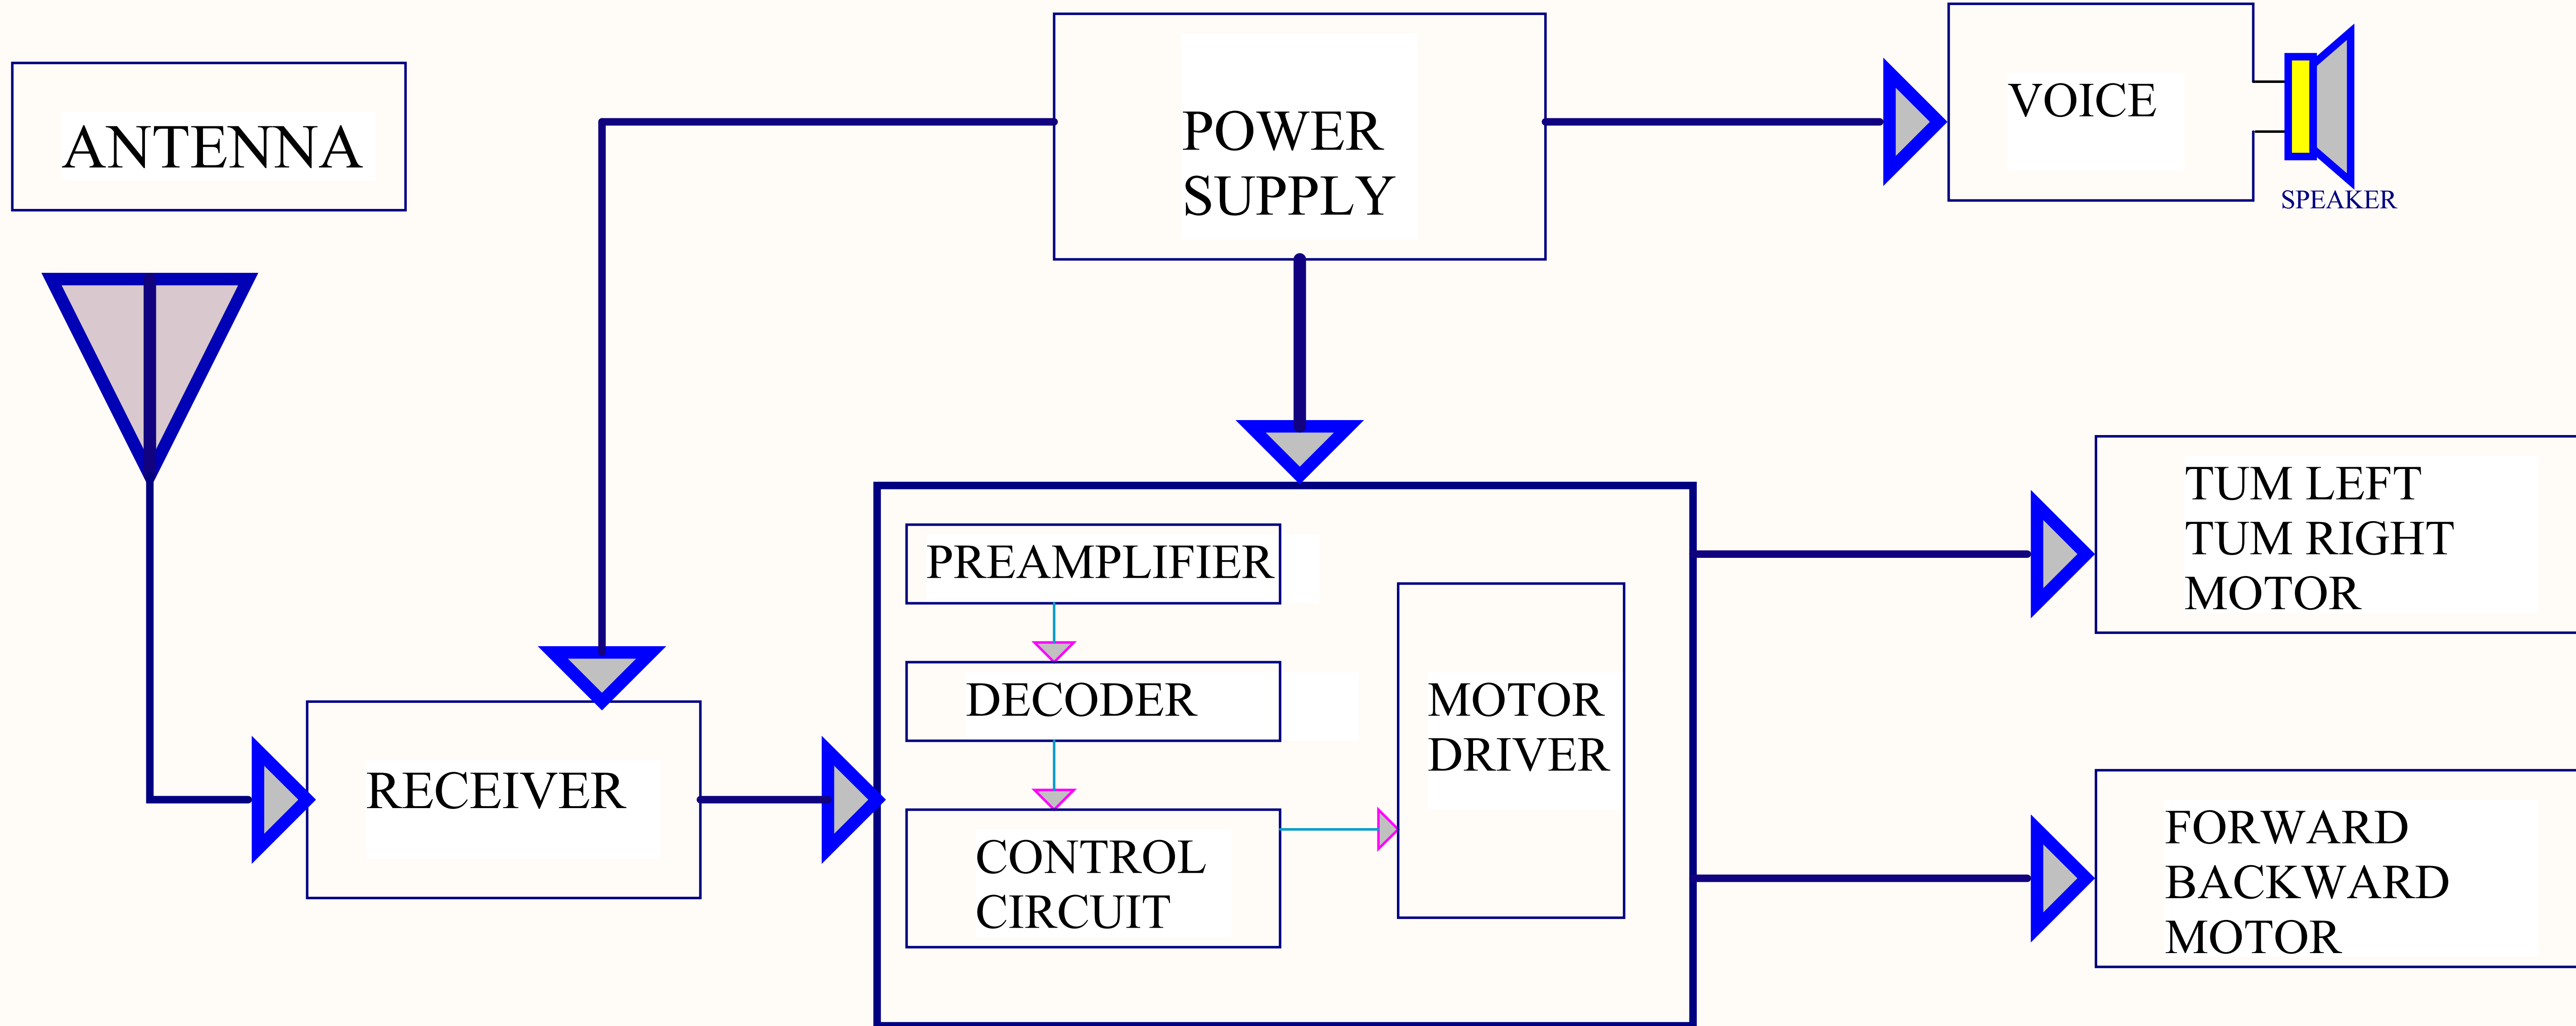 ANTENNA
POWER
SUPPLY
VOICE
SPEAKER
PREAMPLIFIER
DECODER
CONTROL
CIRCUIT
MOTOR
DRIVER
RECEIVER
TUM LEFT
TUM RIGHT
MOTOR
FORWARD
BACKWARD
MOTOR